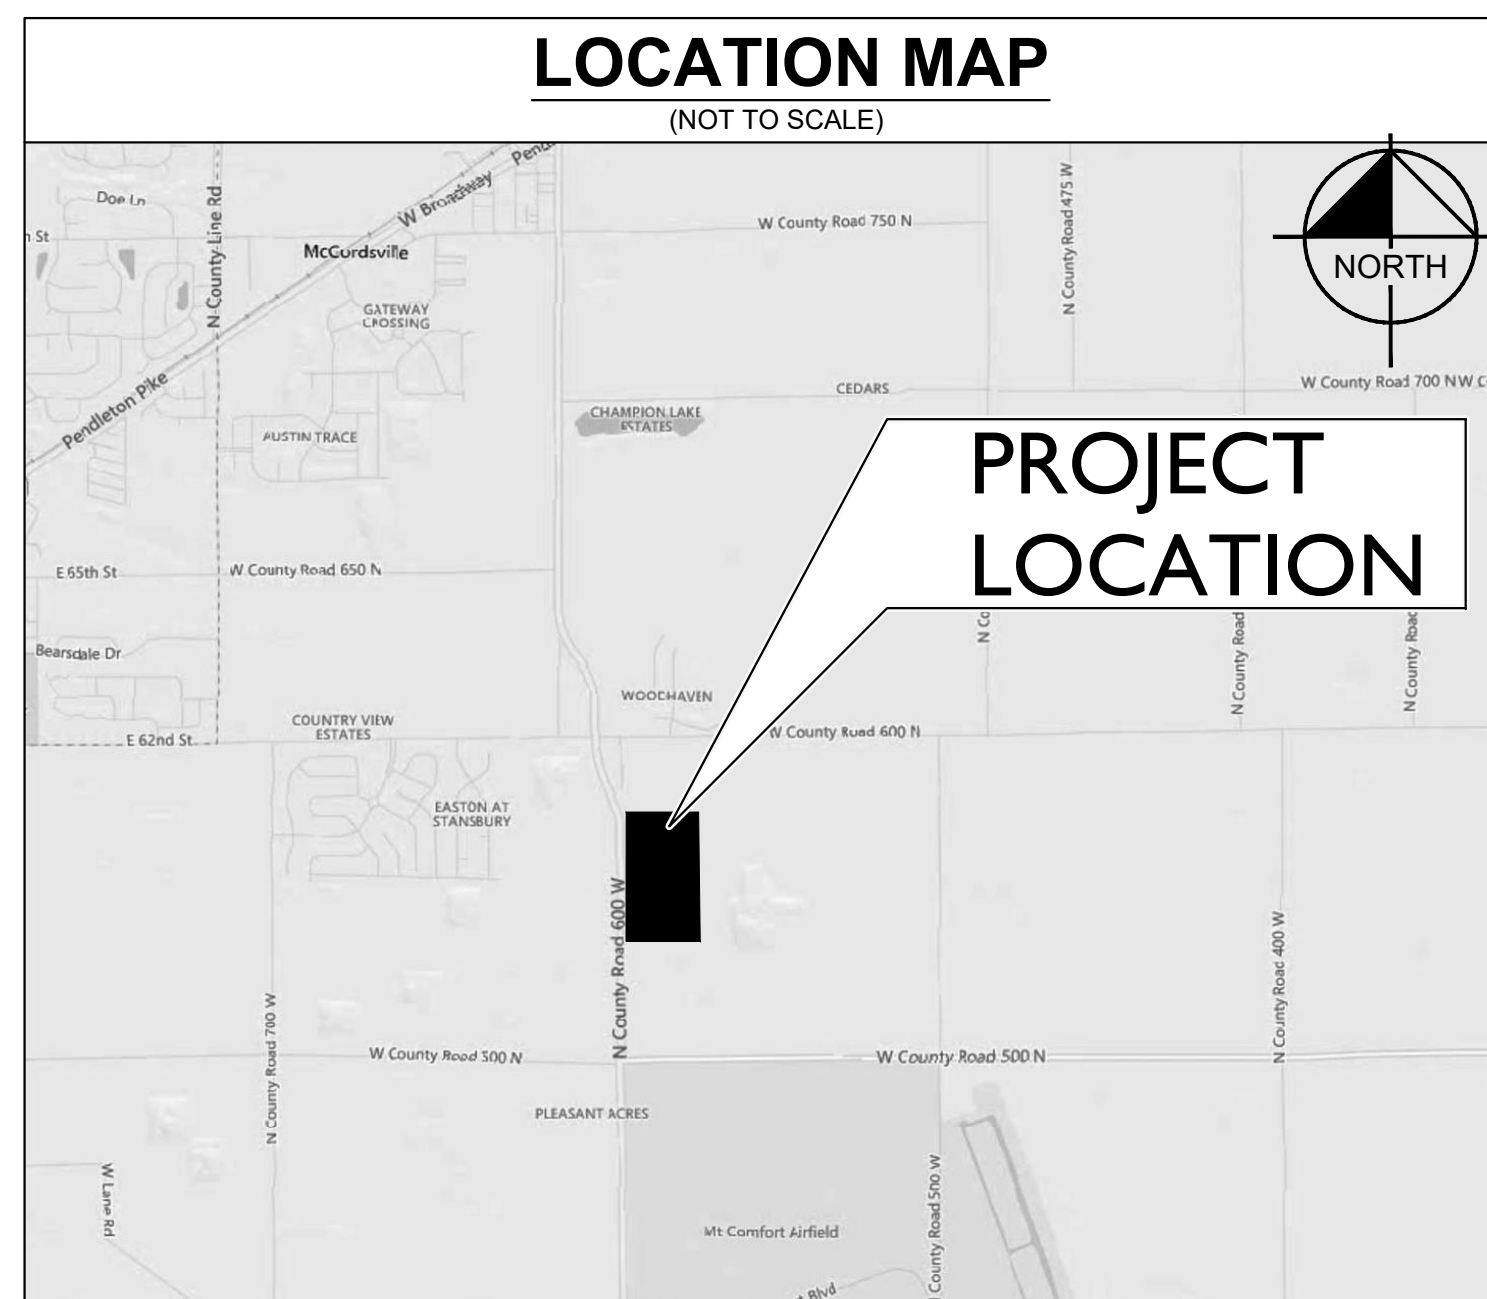 LOCATION MAP
(NOT TO SCALE)
Doe Ln
N County Line Rd
W Broadway
W County Road 750 N
N County Road 475 W
St
McCordsville
NORTH
GATEWAY
CROSSING
Pendleton Pike
CEDARS
W County Road 700 N
CHAMPION LAKE
ESTATES
AUSTIN TRACE
PROJECT
LOCATION
E 65th St
W County Road 650 N
N County Road
N County Road
Bearsdale Dr
WOODHAVEN
COUNTRY VIEW
ESTATES
E 62nd St
W County Road 600 N
EASTON AT
STANSBURY
N County Road 600 W
N County Road 400 W
N County Road 700 W
W County Road 500 N
W County Road 500 N
PLEASANT ACRES
W Lane Rd
Mt Comfort Airfield
County Road 500 W
Blvd